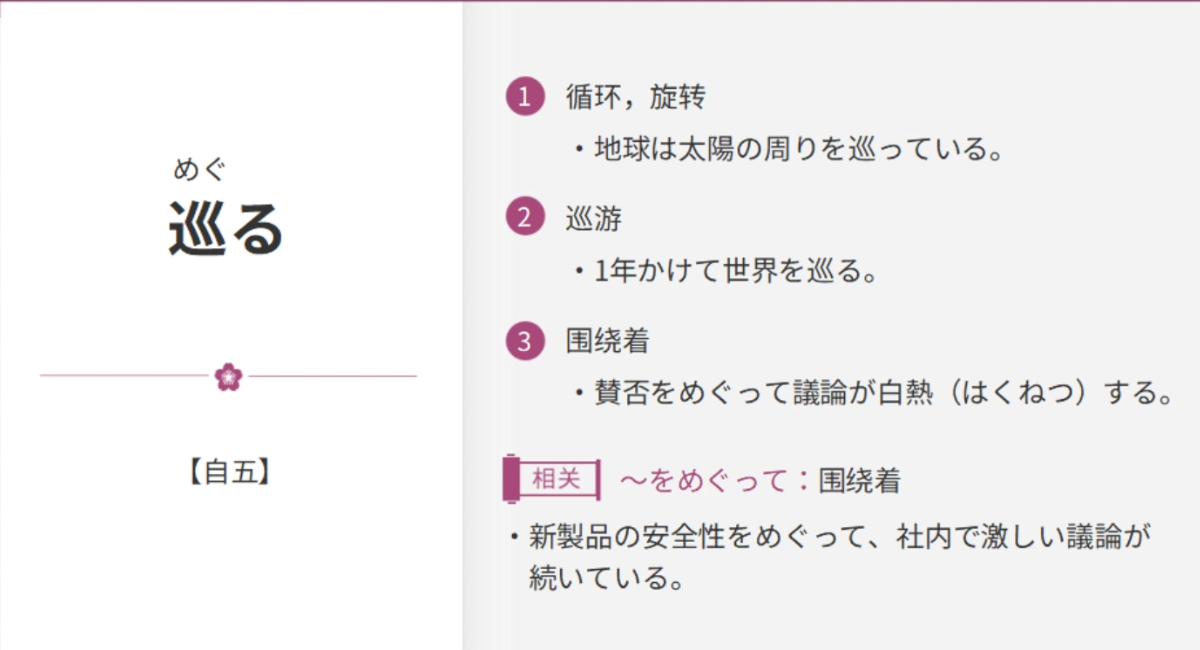 めぐ
巡る
【自五】
1 循环，旋转
・地球は太陽の周りを巡っている。
2 巡游
・1年かけて世界を巡る。
3 围绕着
・賛否をめぐって議論が白熱（はくねつ）する。
相关 ～をめぐって：围绕着
・新製品の安全性をめぐって、社内で激しい議論が
続いている。